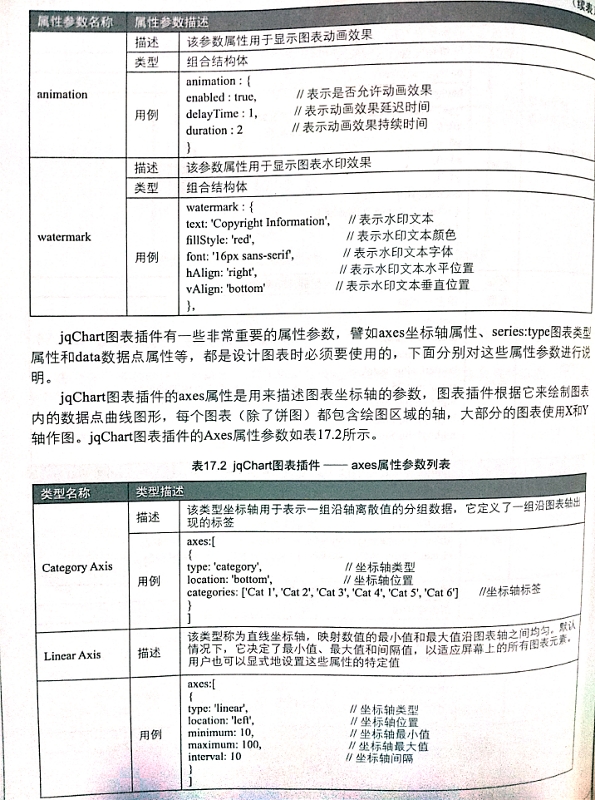 （续表）
属性参数名称 属性参数描述
描述 该参数属性用于显示图表动画效果
类型 组合结构体
animation
用例
animation : {
enabled : true, // 表示是否允许动画效果
delayTime : 1, // 表示动画效果延迟时间
duration : 2 // 表示动画效果持续时间
}
描述 该参数属性用于显示图表水印效果
类型 组合结构体
watermark
用例
watermark : {
text: 'Copyright Information', // 表示水印文本
fillStyle: 'red', // 表示水印文本颜色
font: '16px sans-serif', // 表示水印文本字体
hAlign: 'right', // 表示水印文本水平位置
vAlign: 'bottom' // 表示水印文本垂直位置
},
jqChart图表插件有一些非常重要的属性参数，譬如axes坐标轴属性、series:type图表类型
属性和data数据点属性等，都是设计图表时必须要使用的，下面分别对这些属性参数进行说
明。
jqChart图表插件的axes属性是用来描述图表坐标轴的参数，图表插件根据它来绘制图表
内的数据点曲线图形，每个图表（除了饼图）都包含绘图区域的轴，大部分的图表使用X和Y
轴作图。jqChart图表插件的Axes属性参数如表17.2所示。
表17.2 jqChart图表插件 —— axes属性参数列表
类型名称 类型描述
描述 该类型坐标轴用于表示一组沿轴离散值的分组数据，它定义了一组沿图表轴出
现的标签
Category Axis
用例
axes:[
{
type: 'category', // 坐标轴类型
location: 'bottom', // 坐标轴位置
categories: ['Cat 1', 'Cat 2', 'Cat 3', 'Cat 4', 'Cat 5', 'Cat 6'] //坐标轴标签
}
]
Linear Axis
描述 该类型称为直线坐标轴，映射数值的最小值和最大值沿图表轴之间均匀，默认
情况下，它决定了最小值、最大值和间隔值，以适应屏幕上的所有图表元素，
用户也可以显式地设置这些属性的特定值
用例
axes:[
{
type: 'linear', // 坐标轴类型
location: 'left', // 坐标轴位置
minimum: 10, // 坐标轴最小值
maximum: 100, // 坐标轴最大值
interval: 10 // 坐标轴间隔
}
]